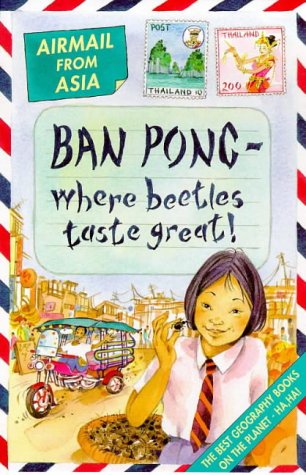 AIRMAIL
FROM
ASIA
POST
THAILAND 10
THAILAND
200
BAN PONG-
where beetles
taste great!
THE BEST GEOGRAPHY BOOKS
ON THE PLANET - HA,HA!